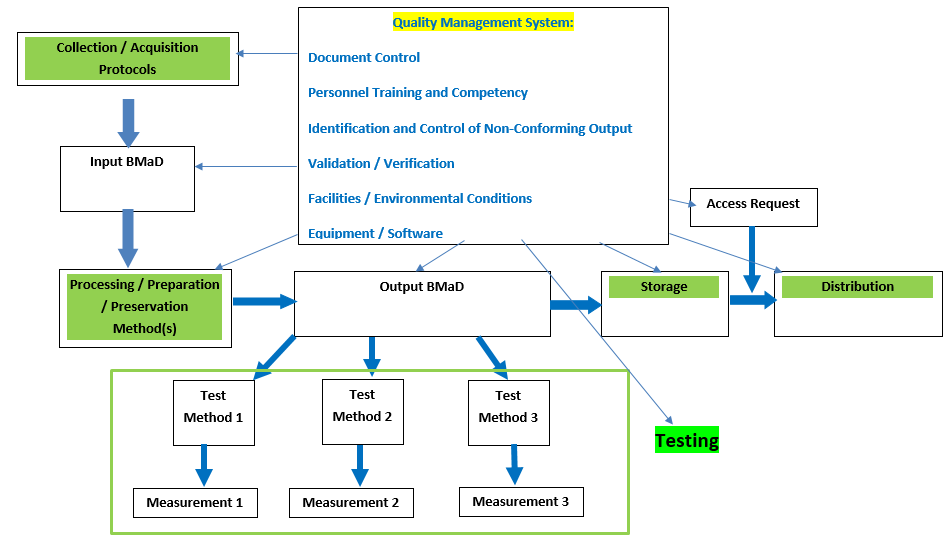 Quality Management System:
Document Control
Personnel Training and Competency
Identification and Control of Non-Conforming Output
Validation / Verification
Facilities / Environmental Conditions
Equipment / Software
Collection / Acquisition
Protocols
Input BMaD
Access Request
Processing / Preparation
/ Preservation
Method(s)
Output BMaD
Storage
Distribution
Test
Method 1
Test
Method 2
Test
Method 3
Testing
Measurement 1
Measurement 2
Measurement 3